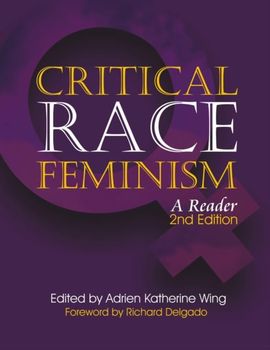 CRITICAL
RACE
FEMINISM
A Reader
2nd Edition
Edited by Adrien Katherine Wing
Foreword by Richard Delgado